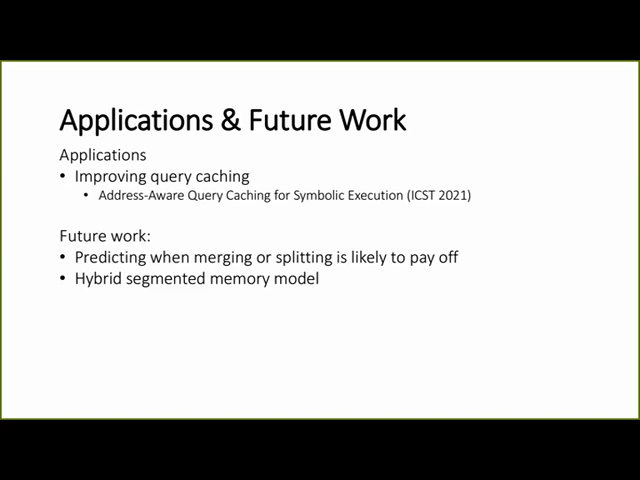 Applications & Future Work
Applications
• Improving query caching
• Address-Aware Query Caching for Symbolic Execution (ICST 2021)
Future work:
• Predicting when merging or splitting is likely to pay off
• Hybrid segmented memory model